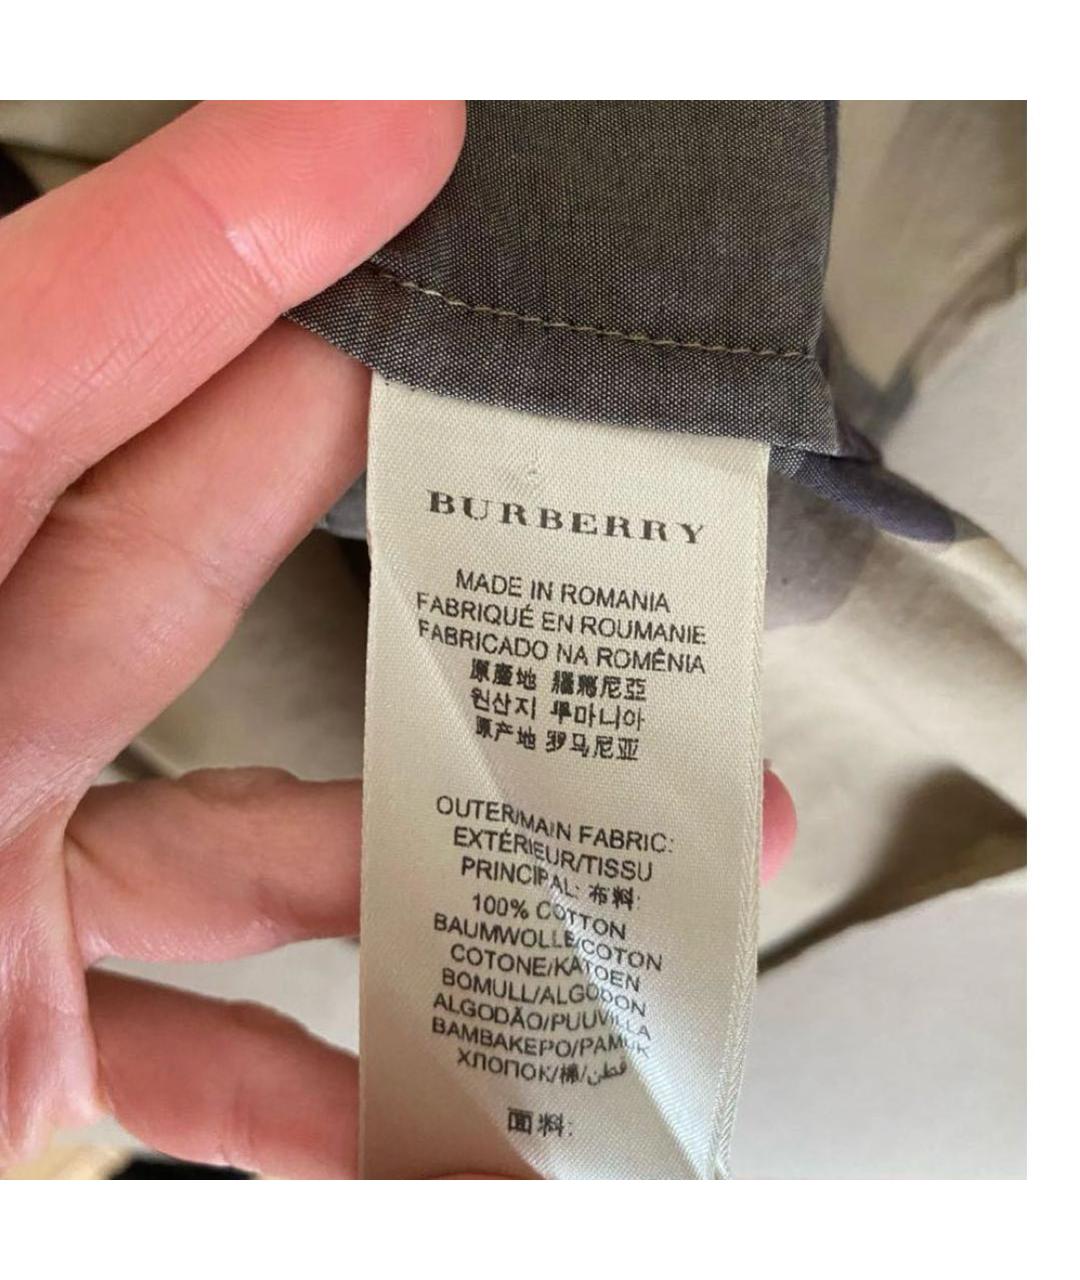 BURBERRY
MADE IN ROMANIA
FABRIQUÉ EN ROUMANIE
FABRICADO NA ROMÊNIA
原產地 羅馬尼亞
원산지 루마니아
原产地 罗马尼亚
OUTER/MAIN FABRIC:
EXTÉRIEUR/TISSU
PRINCIPAL: 布料:
100% COTTON
BAUMWOLLE/COTON
COTONE/KATOEN
BOMULL/ALGODON
ALGODÃO/PUUVILLA
ΒΑΜΒΑΚΕΡΟ/PAMUK
ХЛОПОК/棉/قطن
面料: